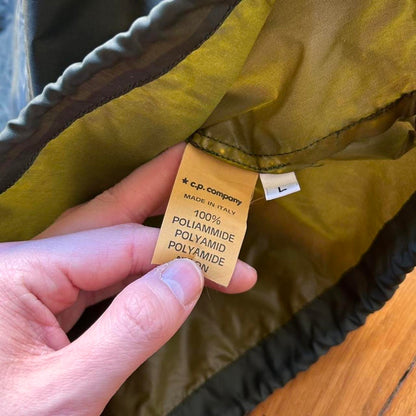 ★ c.p. company
MADE IN ITALY
100%
POLIAMMIDE
POLYAMID
POLYAMIDE
L